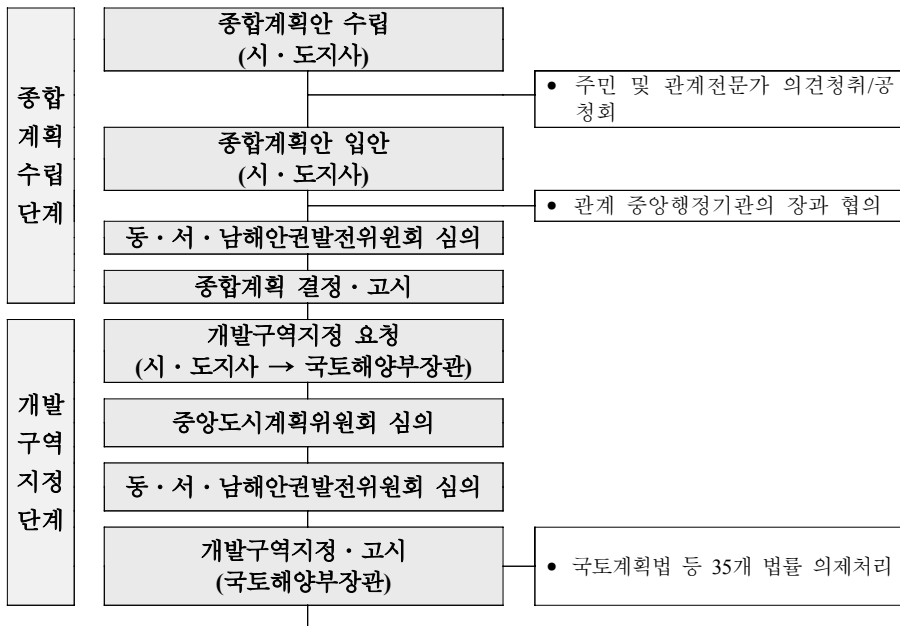 종합
계획
수립
단계
종합계획안 수립
(시·도지사)
• 주민 및 관계전문가 의견청취/공
청회
종합계획안 입안
(시·도지사)
• 관계 중앙행정기관의 장과 협의
동·서·남해안권발전위원회 심의
종합계획 결정·고시
개발
구역
지정
단계
개발구역지정 요청
(시·도지사 → 국토해양부장관)
중앙도시계획위원회 심의
동·서·남해안권발전위원회 심의
개발구역지정·고시
(국토해양부장관)
• 국토계획법 등 35개 법률 의제처리